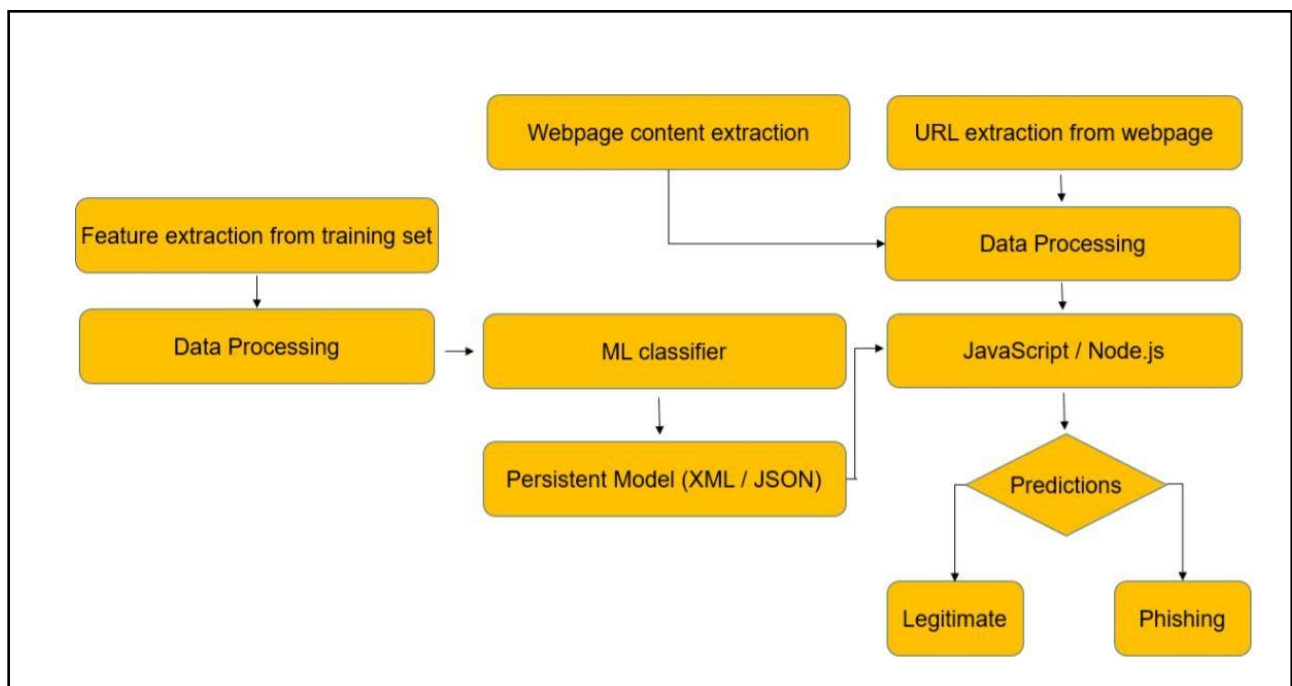 Webpage content extraction
URL extraction from webpage
Feature extraction from training set
Data Processing
Data Processing
ML classifier
JavaScript / Node.js
Persistent Model (XML / JSON)
Predictions
Legitimate
Phishing